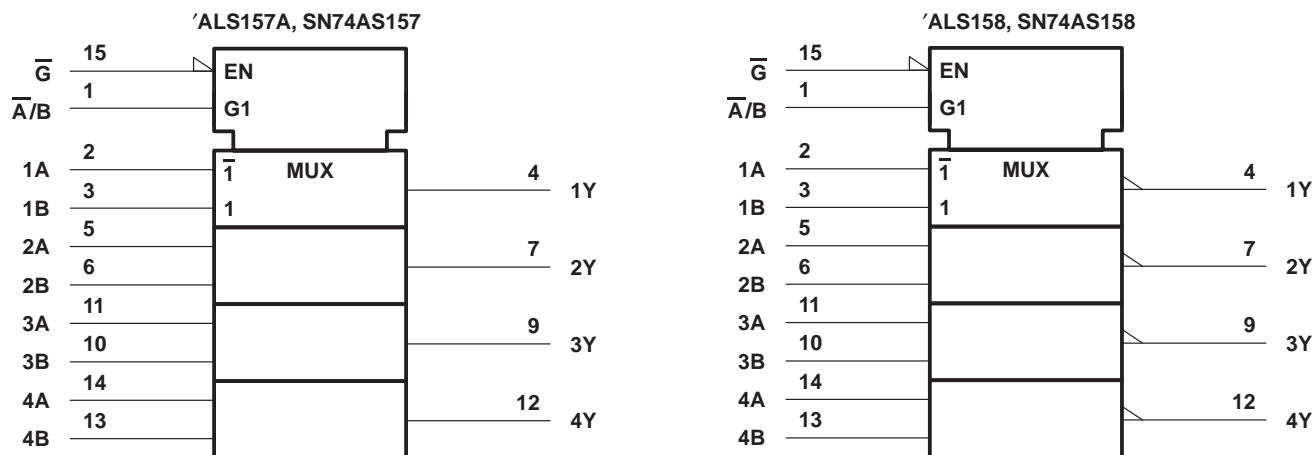 ′ALS157A, SN74AS157
G̅ 15 EN
A̅/B 1 G1
MUX
1A 2 1̅
1B 3 1
4 1Y
2A 5
2B 6
7 2Y
3A 11
3B 10
9 3Y
4A 14
4B 13
12 4Y
′ALS158, SN74AS158
G̅ 15 EN
A̅/B 1 G1
MUX
1A 2 1̅
1B 3 1
4 1Y
2A 5
2B 6
7 2Y
3A 11
3B 10
9 3Y
4A 14
4B 13
12 4Y